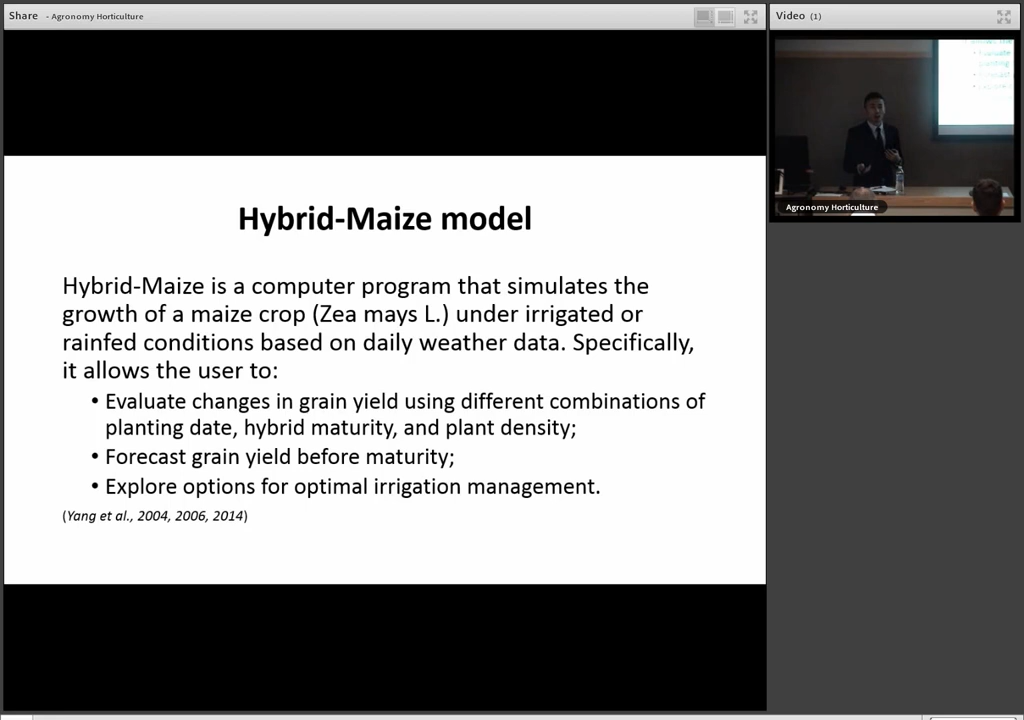 Share - Agronomy Horticulture
Video (1)
Agronomy Horticulture
Hybrid-Maize model
Hybrid-Maize is a computer program that simulates the
growth of a maize crop (Zea mays L.) under irrigated or
rainfed conditions based on daily weather data. Specifically,
it allows the user to:
• Evaluate changes in grain yield using different combinations of
planting date, hybrid maturity, and plant density;
• Forecast grain yield before maturity;
• Explore options for optimal irrigation management.
(Yang et al., 2004, 2006, 2014)